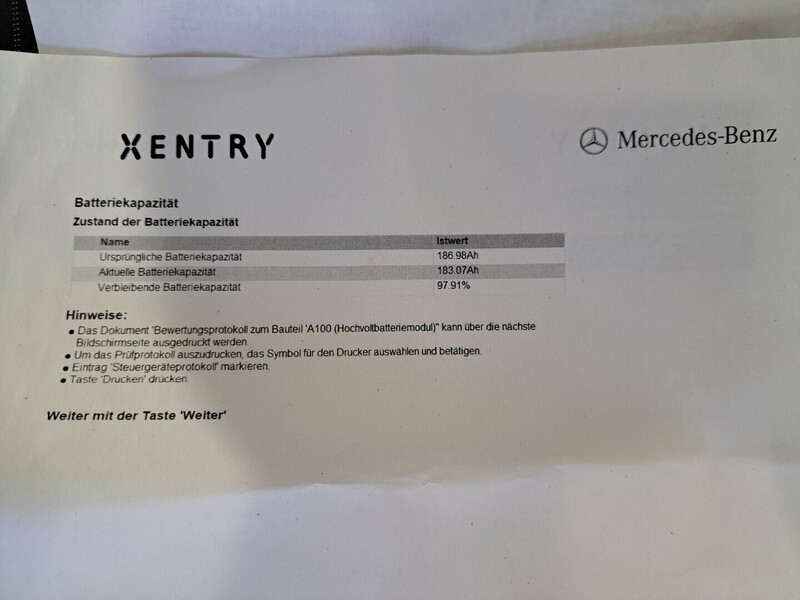 XENTRY
Mercedes-Benz
Batteriekapazität
Zustand der Batteriekapazität
Name Istwert
Ursprüngliche Batteriekapazität 186.98Ah
Aktuelle Batteriekapazität 183.07Ah
Verbleibende Batteriekapazität 97.91%
Hinweise:
• Das Dokument 'Bewertungsprotokoll zum Bauteil 'A100 (Hochvoltbatteriemodul)'' kann über die nächste
Bildschirmseite ausgedruckt werden.
• Um das Prüfprotokoll auszudrucken, das Symbol für den Drucker auswählen und betätigen.
• Eintrag 'Steuergeräteprotokoll' markieren.
• Taste 'Drucken' drücken.
Weiter mit der Taste 'Weiter'